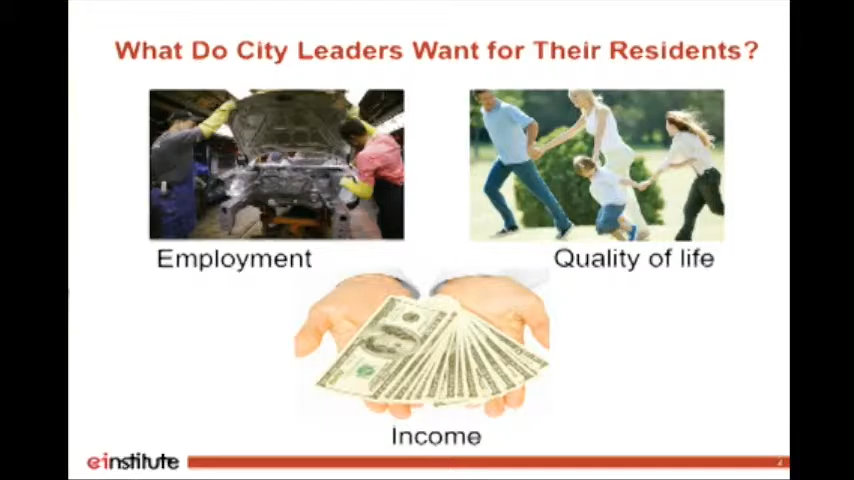 What Do City Leaders Want for Their Residents?
Employment
Quality of life
Income
einstitute